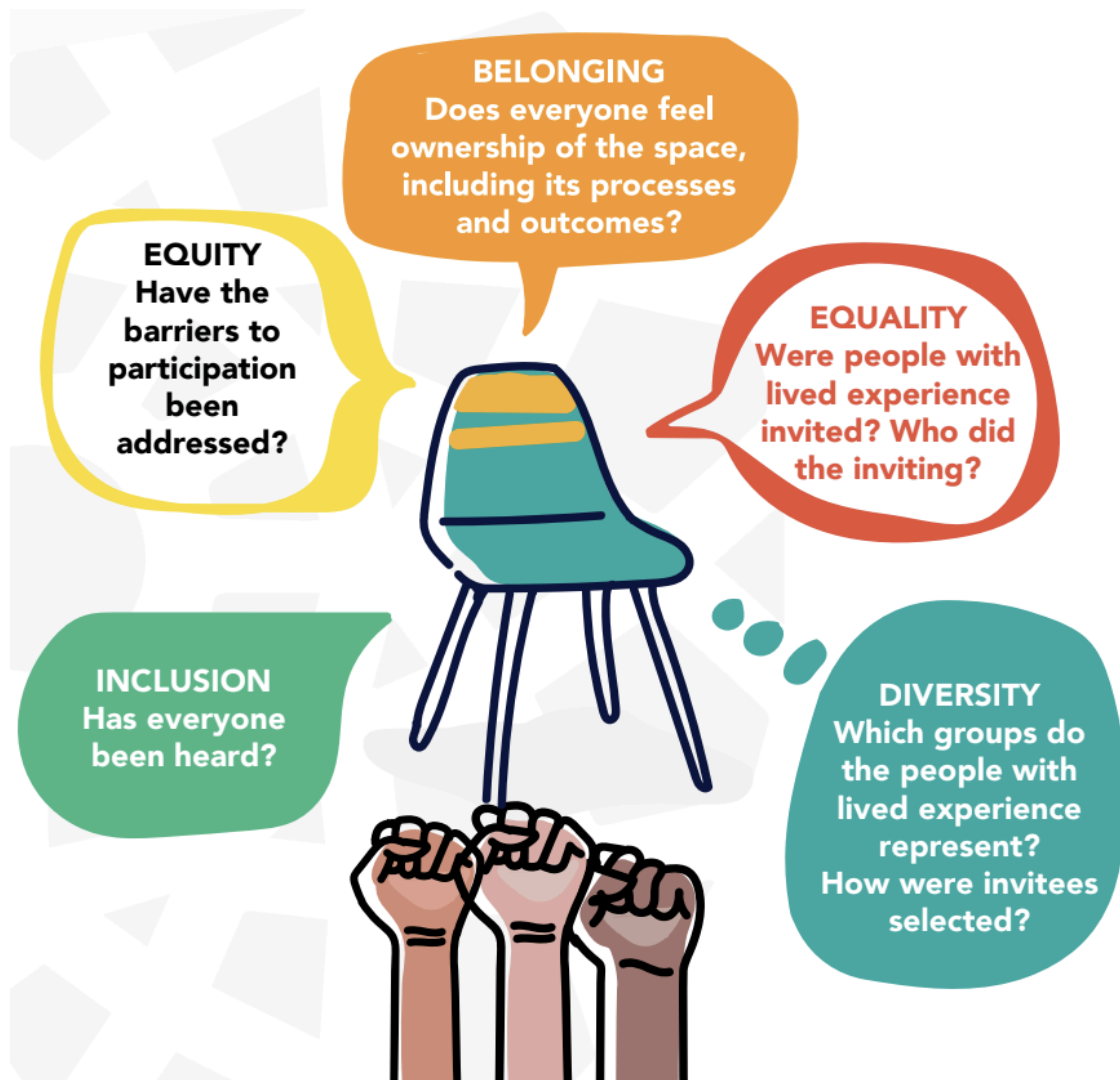 BELONGING
Does everyone feel
ownership of the space,
including its processes
and outcomes?
EQUITY
Have the
barriers to
participation
been
addressed?
EQUALITY
Were people with
lived experience
invited? Who did
the inviting?
INCLUSION
Has everyone
been heard?
DIVERSITY
Which groups do
the people with
lived experience
represent?
How were invitees
selected?